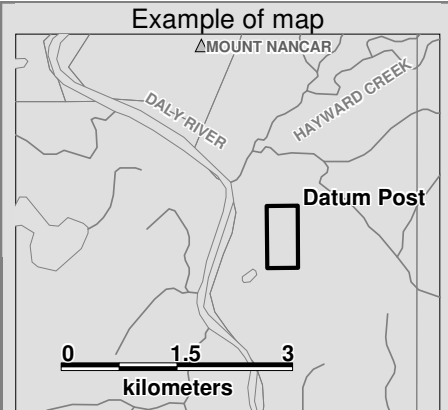 Example of map
MOUNT NANCAR
DALY RIVER
HAYWARD CREEK
Datum Post
0 1.5 3
kilometers